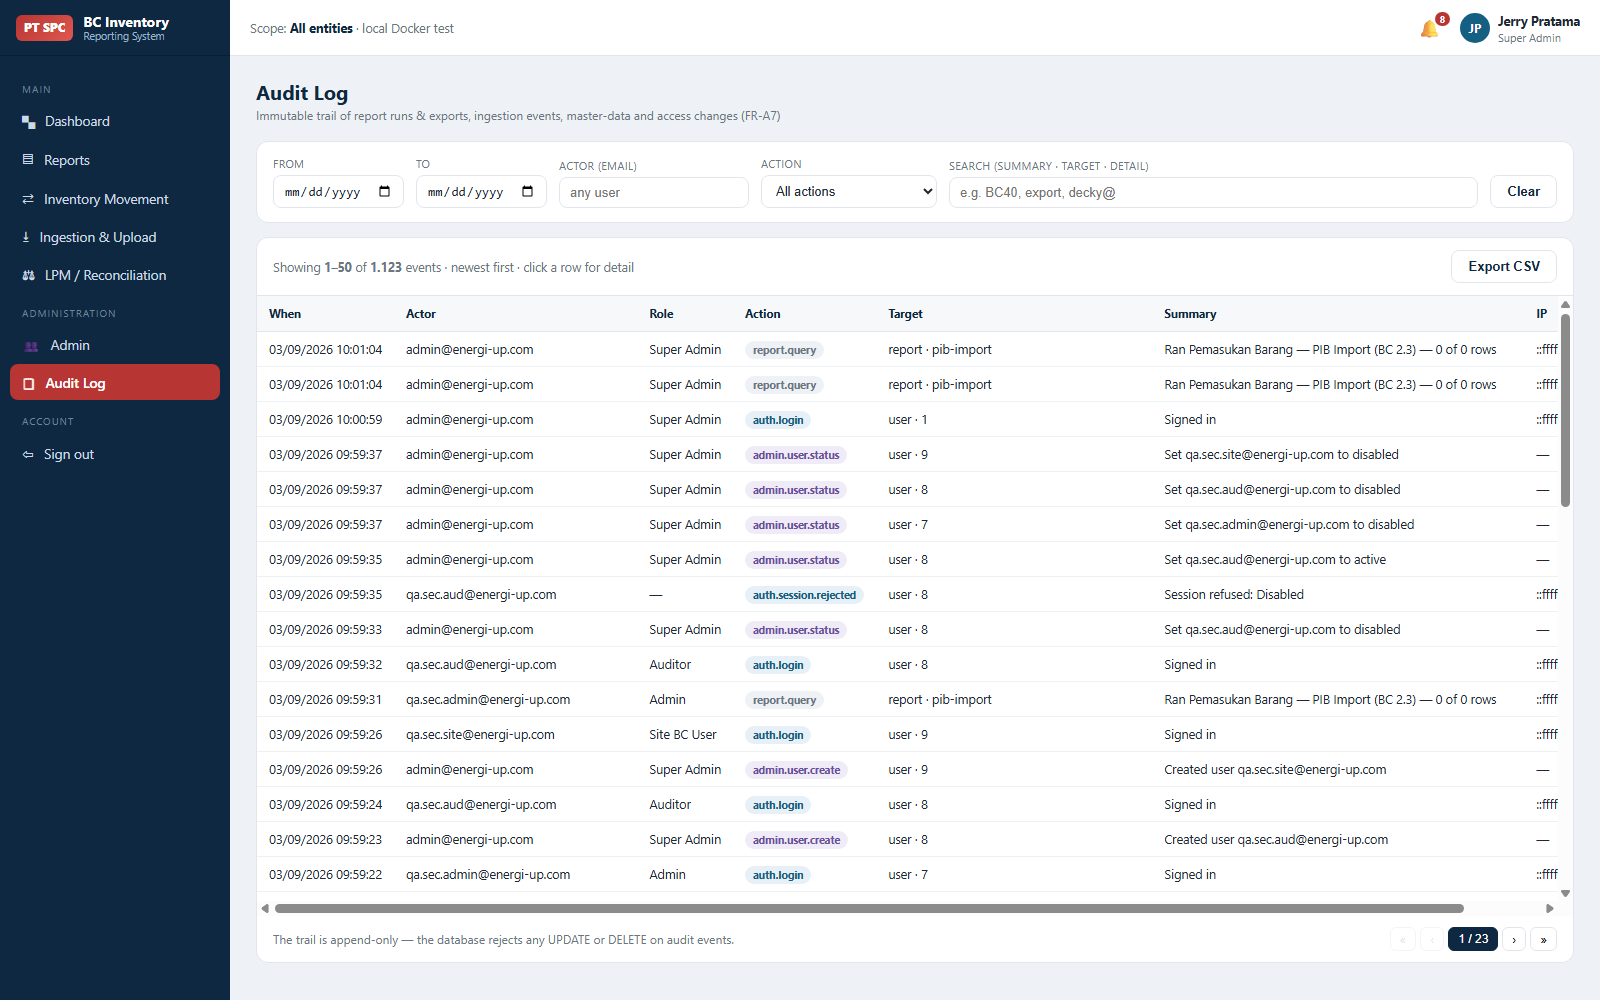 PT SPC
BC Inventory
Reporting System
Scope: All entities · local Docker test
8
JP
Jerry Pratama
Super Admin
MAIN
Dashboard
Reports
Inventory Movement
Ingestion & Upload
LPM / Reconciliation
ADMINISTRATION
Admin
Audit Log
ACCOUNT
Sign out
Audit Log
Immutable trail of report runs & exports, ingestion events, master-data and access changes (FR-A7)
FROM TO ACTOR (EMAIL) ACTION SEARCH (SUMMARY · TARGET · DETAIL)
mm/dd/yyyy mm/dd/yyyy any user All actions e.g. BC40, export, decky@ Clear
Showing 1–50 of 1.123 events · newest first · click a row for detail
Export CSV
When Actor Role Action Target Summary IP
03/09/2026 10:01:04 admin@energi-up.com Super Admin report.query report · pib-import Ran Pemasukan Barang — PIB Import (BC 2.3) — 0 of 0 rows ::ffff
03/09/2026 10:01:04 admin@energi-up.com Super Admin report.query report · pib-import Ran Pemasukan Barang — PIB Import (BC 2.3) — 0 of 0 rows ::ffff
03/09/2026 10:00:59 admin@energi-up.com Super Admin auth.login user · 1 Signed in ::ffff
03/09/2026 09:59:37 admin@energi-up.com Super Admin admin.user.status user · 9 Set qa.sec.site@energi-up.com to disabled —
03/09/2026 09:59:37 admin@energi-up.com Super Admin admin.user.status user · 8 Set qa.sec.aud@energi-up.com to disabled —
03/09/2026 09:59:37 admin@energi-up.com Super Admin admin.user.status user · 7 Set qa.sec.admin@energi-up.com to disabled —
03/09/2026 09:59:35 admin@energi-up.com Super Admin admin.user.status user · 8 Set qa.sec.aud@energi-up.com to active —
03/09/2026 09:59:35 qa.sec.aud@energi-up.com — auth.session.rejected user · 8 Session refused: Disabled ::ffff
03/09/2026 09:59:33 admin@energi-up.com Super Admin admin.user.status user · 8 Set qa.sec.aud@energi-up.com to disabled —
03/09/2026 09:59:32 qa.sec.aud@energi-up.com Auditor auth.login user · 8 Signed in ::ffff
03/09/2026 09:59:31 qa.sec.admin@energi-up.com Admin report.query report · pib-import Ran Pemasukan Barang — PIB Import (BC 2.3) — 0 of 0 rows ::ffff
03/09/2026 09:59:26 qa.sec.site@energi-up.com Site BC User auth.login user · 9 Signed in ::ffff
03/09/2026 09:59:26 admin@energi-up.com Super Admin admin.user.create user · 9 Created user qa.sec.site@energi-up.com —
03/09/2026 09:59:24 qa.sec.aud@energi-up.com Auditor auth.login user · 8 Signed in ::ffff
03/09/2026 09:59:23 admin@energi-up.com Super Admin admin.user.create user · 8 Created user qa.sec.aud@energi-up.com —
03/09/2026 09:59:22 qa.sec.admin@energi-up.com Admin auth.login user · 7 Signed in ::ffff
The trail is append-only — the database rejects any UPDATE or DELETE on audit events.
« ‹ 1 / 23 › »